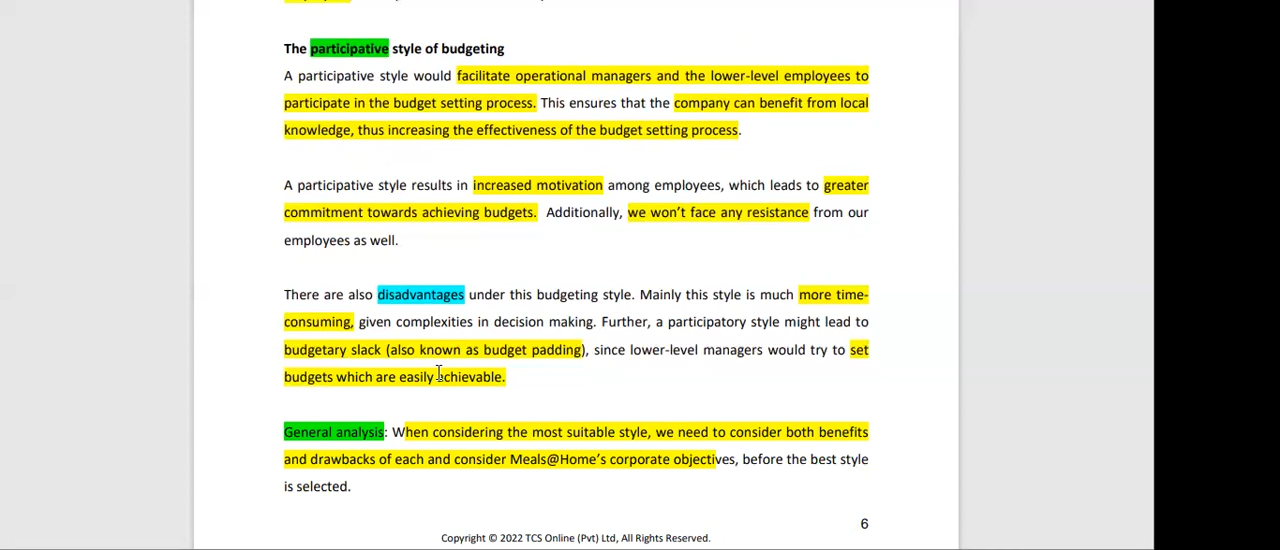 The participative style of budgeting
A participative style would facilitate operational managers and the lower-level employees to
participate in the budget setting process. This ensures that the company can benefit from local
knowledge, thus increasing the effectiveness of the budget setting process.
A participative style results in increased motivation among employees, which leads to greater
commitment towards achieving budgets. Additionally, we won’t face any resistance from our
employees as well.
There are also disadvantages under this budgeting style. Mainly this style is much more time-
consuming, given complexities in decision making. Further, a participatory style might lead to
budgetary slack (also known as budget padding), since lower-level managers would try to set
budgets which are easily achievable.
General analysis: When considering the most suitable style, we need to consider both benefits
and drawbacks of each and consider Meals@Home’s corporate objectives, before the best style
is selected.
6
Copyright © 2022 TCS Online (Pvt) Ltd, All Rights Reserved.